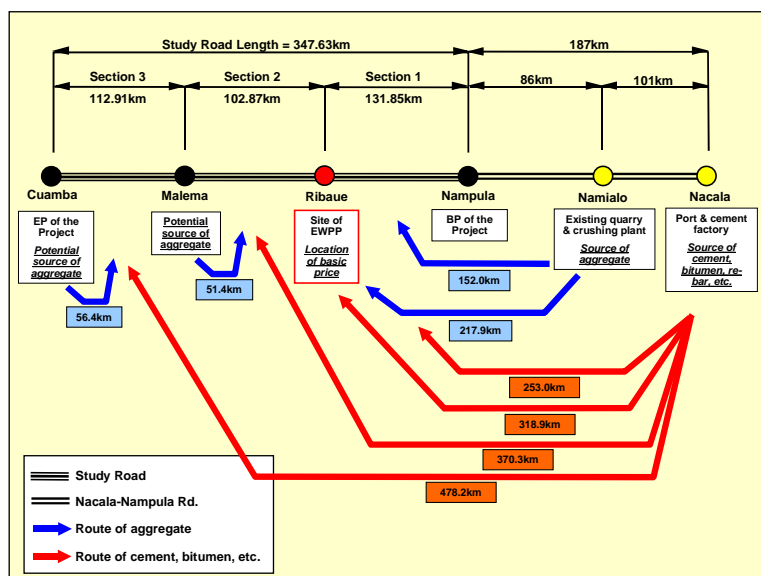 Study Road Length = 347.63km
187km
Section 3
Section 2
Section 1
86km
101km
112.91km
102.87km
131.85km
Cuamba
Malema
Ribaue
Nampula
Namialo
Nacala
EP of the
Project
Potential
source of
aggregate
Potential
source of
aggregate
Site of
EWPP
Location
of basic
price
BP of the
Project
Existing quarry
& crushing plant
Source of
aggregate
Port & cement
factory
Source of
cement,
bitumen, re-
bar, etc.
152.0km
51.4km
56.4km
217.9km
253.0km
318.9km
370.3km
478.2km
Study Road
Nacala-Nampula Rd.
Route of aggregate
Route of cement, bitumen, etc.